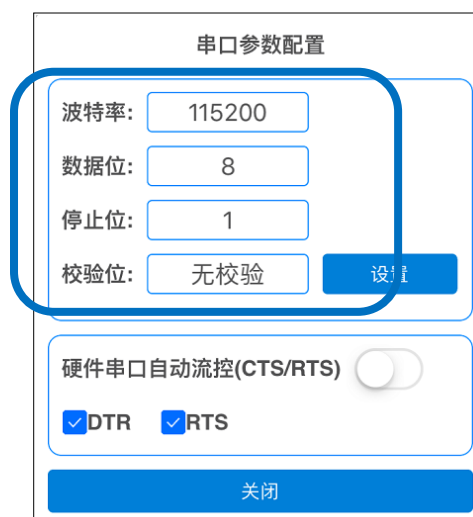 串口参数配置
波特率: 115200
数据位: 8
停止位: 1
校验位: 无校验 设置
硬件串口自动流控(CTS/RTS)
DTR RTS
关闭